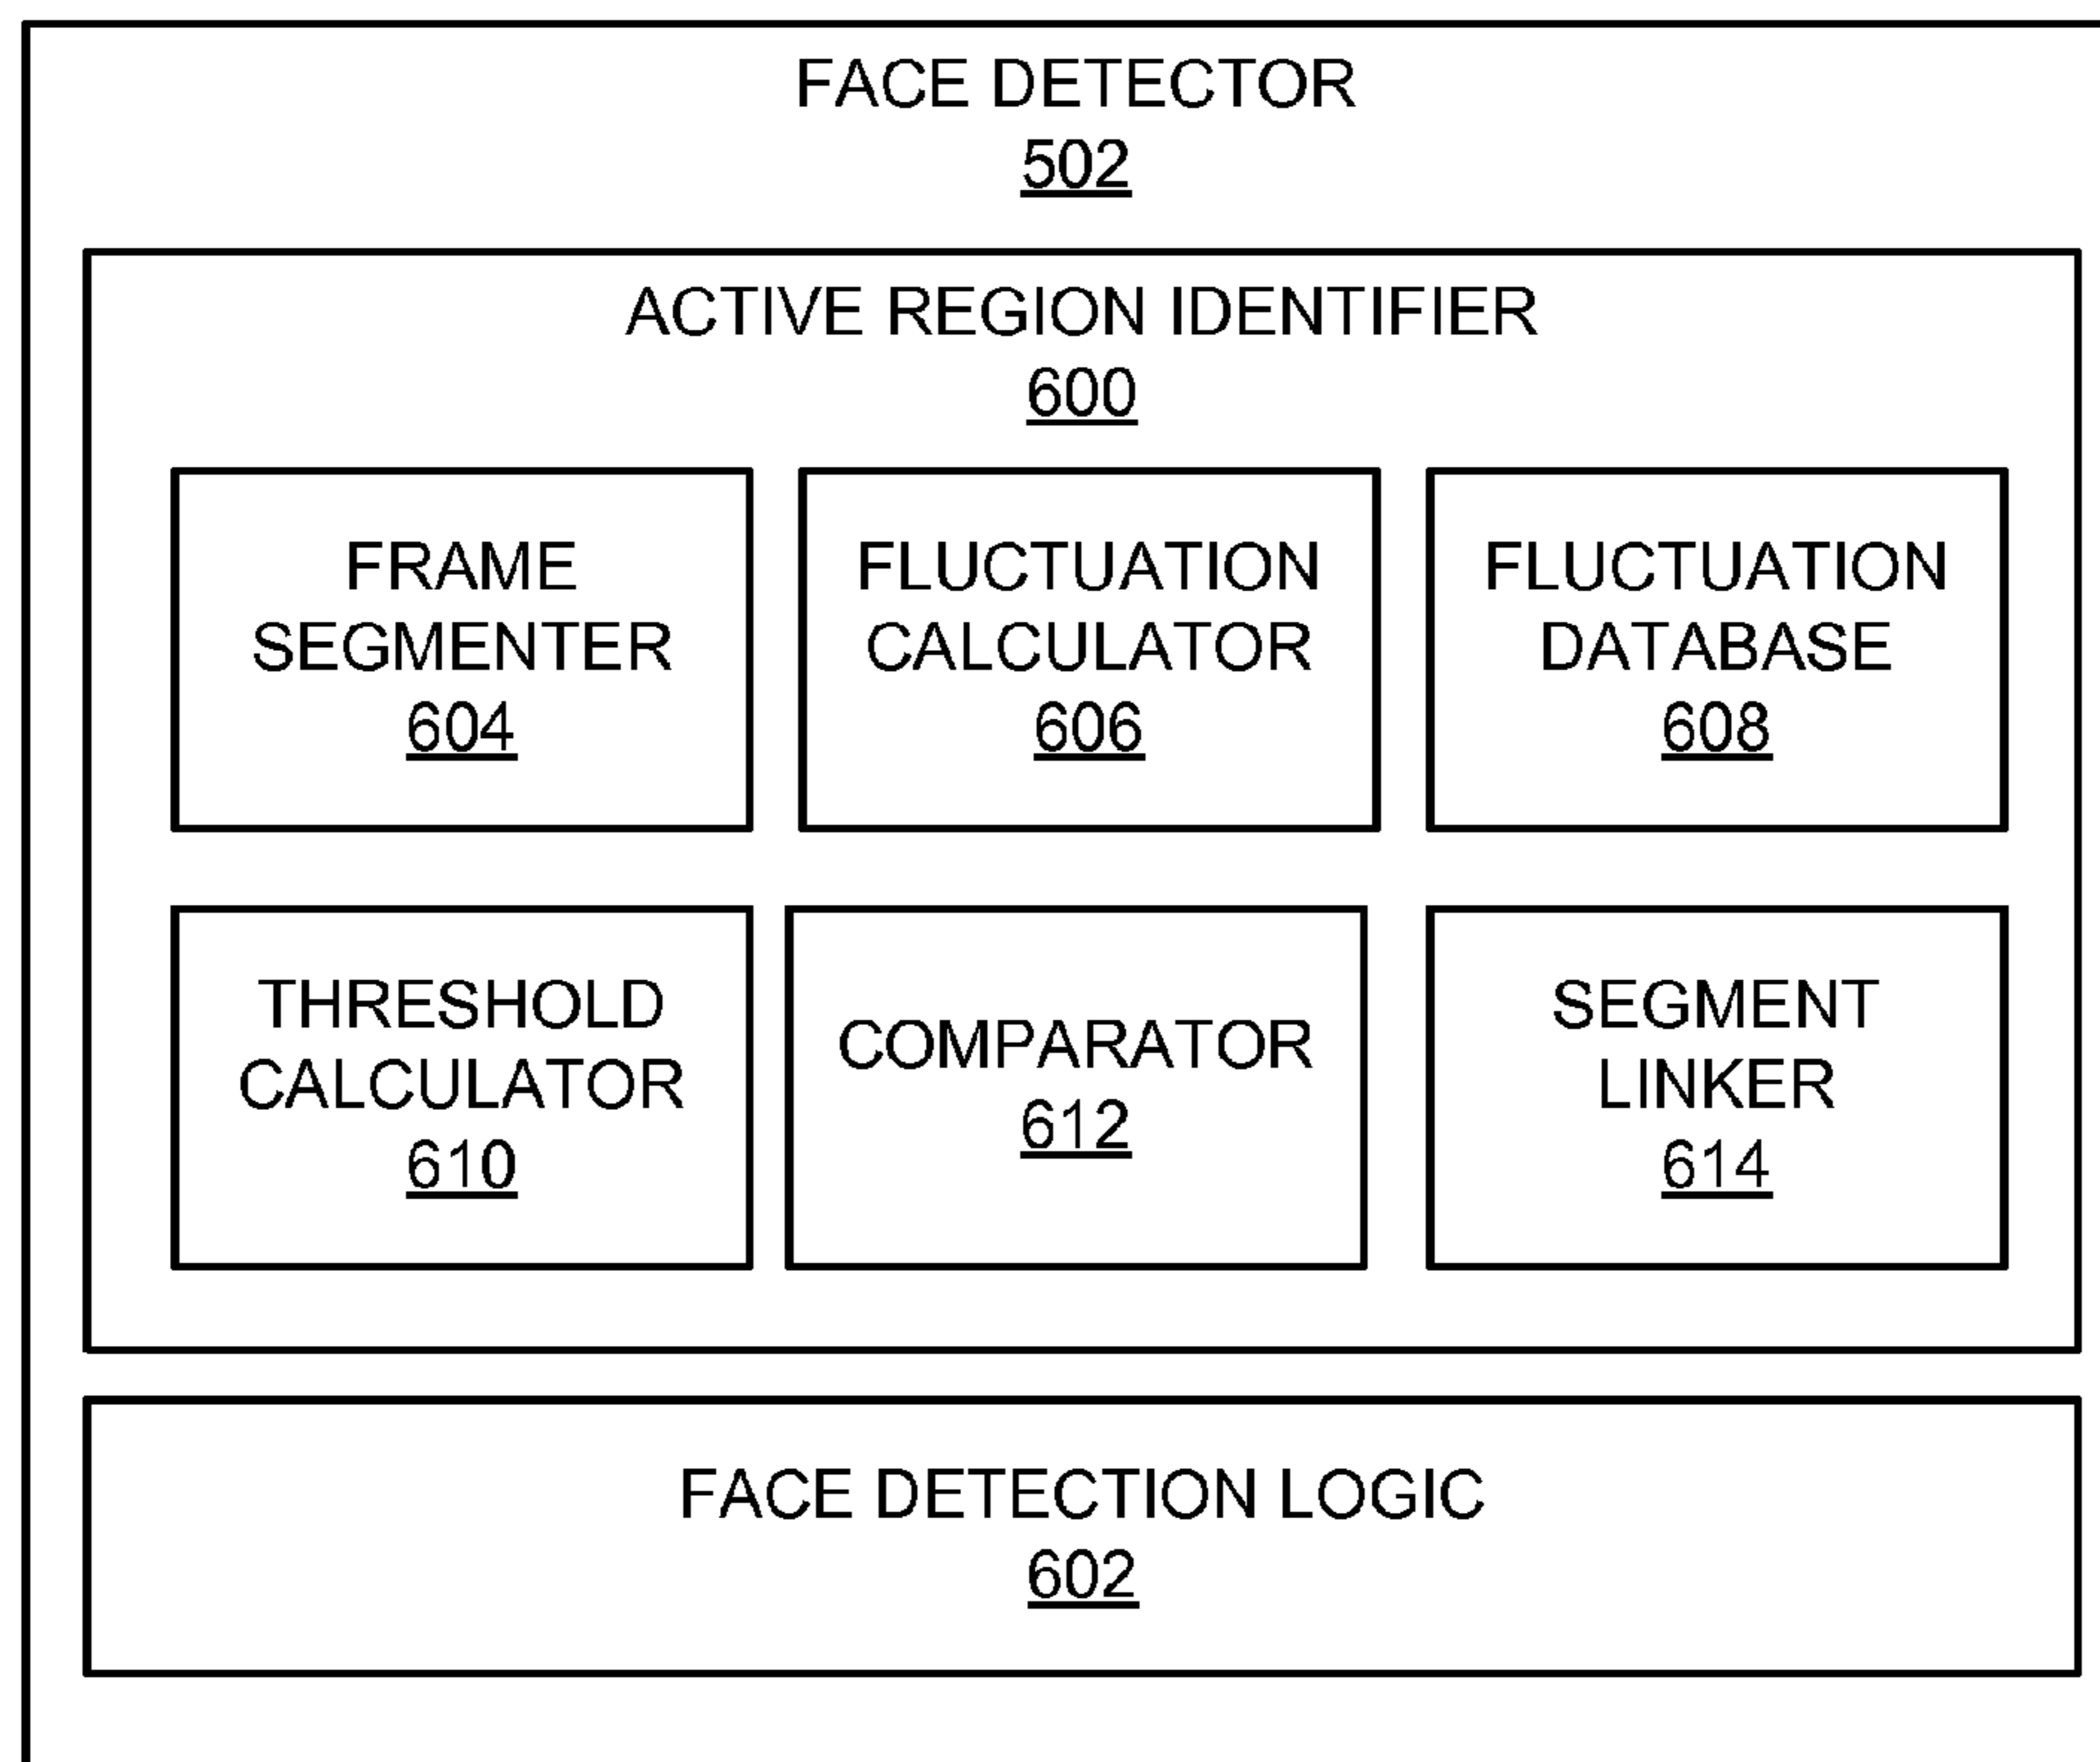 FACE DETECTOR
502
ACTIVE REGION IDENTIFIER
600
FRAME
SEGMENTER
604
FLUCTUATION
CALCULATOR
606
FLUCTUATION
DATABASE
608
THRESHOLD
CALCULATOR
610
COMPARATOR
612
SEGMENT
LINKER
614
FACE DETECTION LOGIC
602